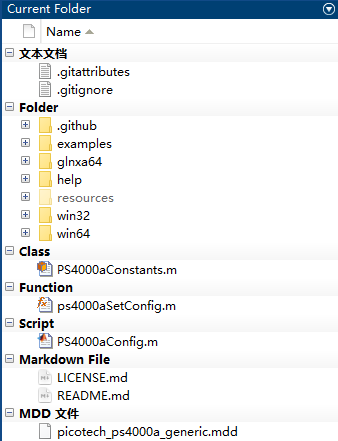 Current Folder
Name
文本文档
.gitattributes
.gitignore
Folder
.github
examples
glnxa64
help
resources
win32
win64
Class
PS4000aConstants.m
Function
ps4000aSetConfig.m
Script
PS4000aConfig.m
Markdown File
LICENSE.md
README.md
MDD 文件
picotech_ps4000a_generic.mdd